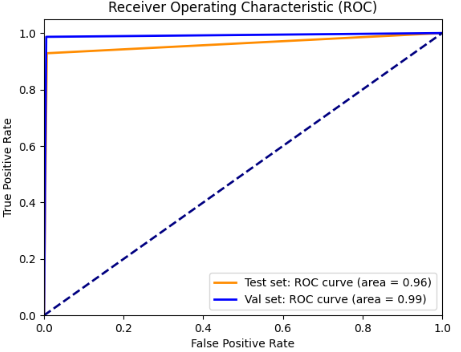 Receiver Operating Characteristic (ROC)
1.0
0.8
0.6
0.4
0.2
0.0
True Positive Rate
Test set: ROC curve (area = 0.96)
Val set: ROC curve (area = 0.99)
0.0 0.2 0.4 0.6 0.8 1.0
False Positive Rate